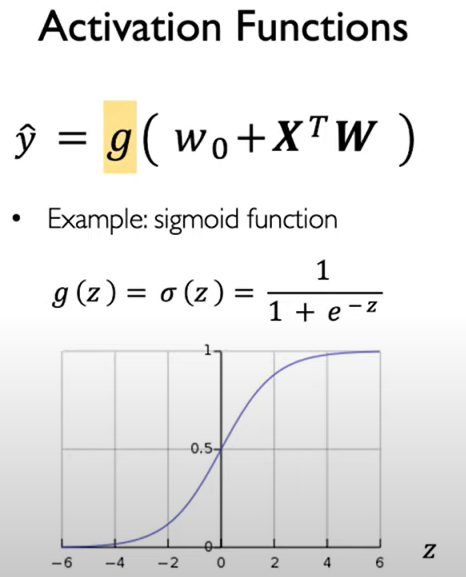 Activation Functions
ŷ = g ( w₀ + Xᵀ W )
• Example: sigmoid function
g (z) = σ (z) = 1 / (1 + e⁻ᶻ)
1
0.5
0
-6 -4 -2 0 2 4 6 z